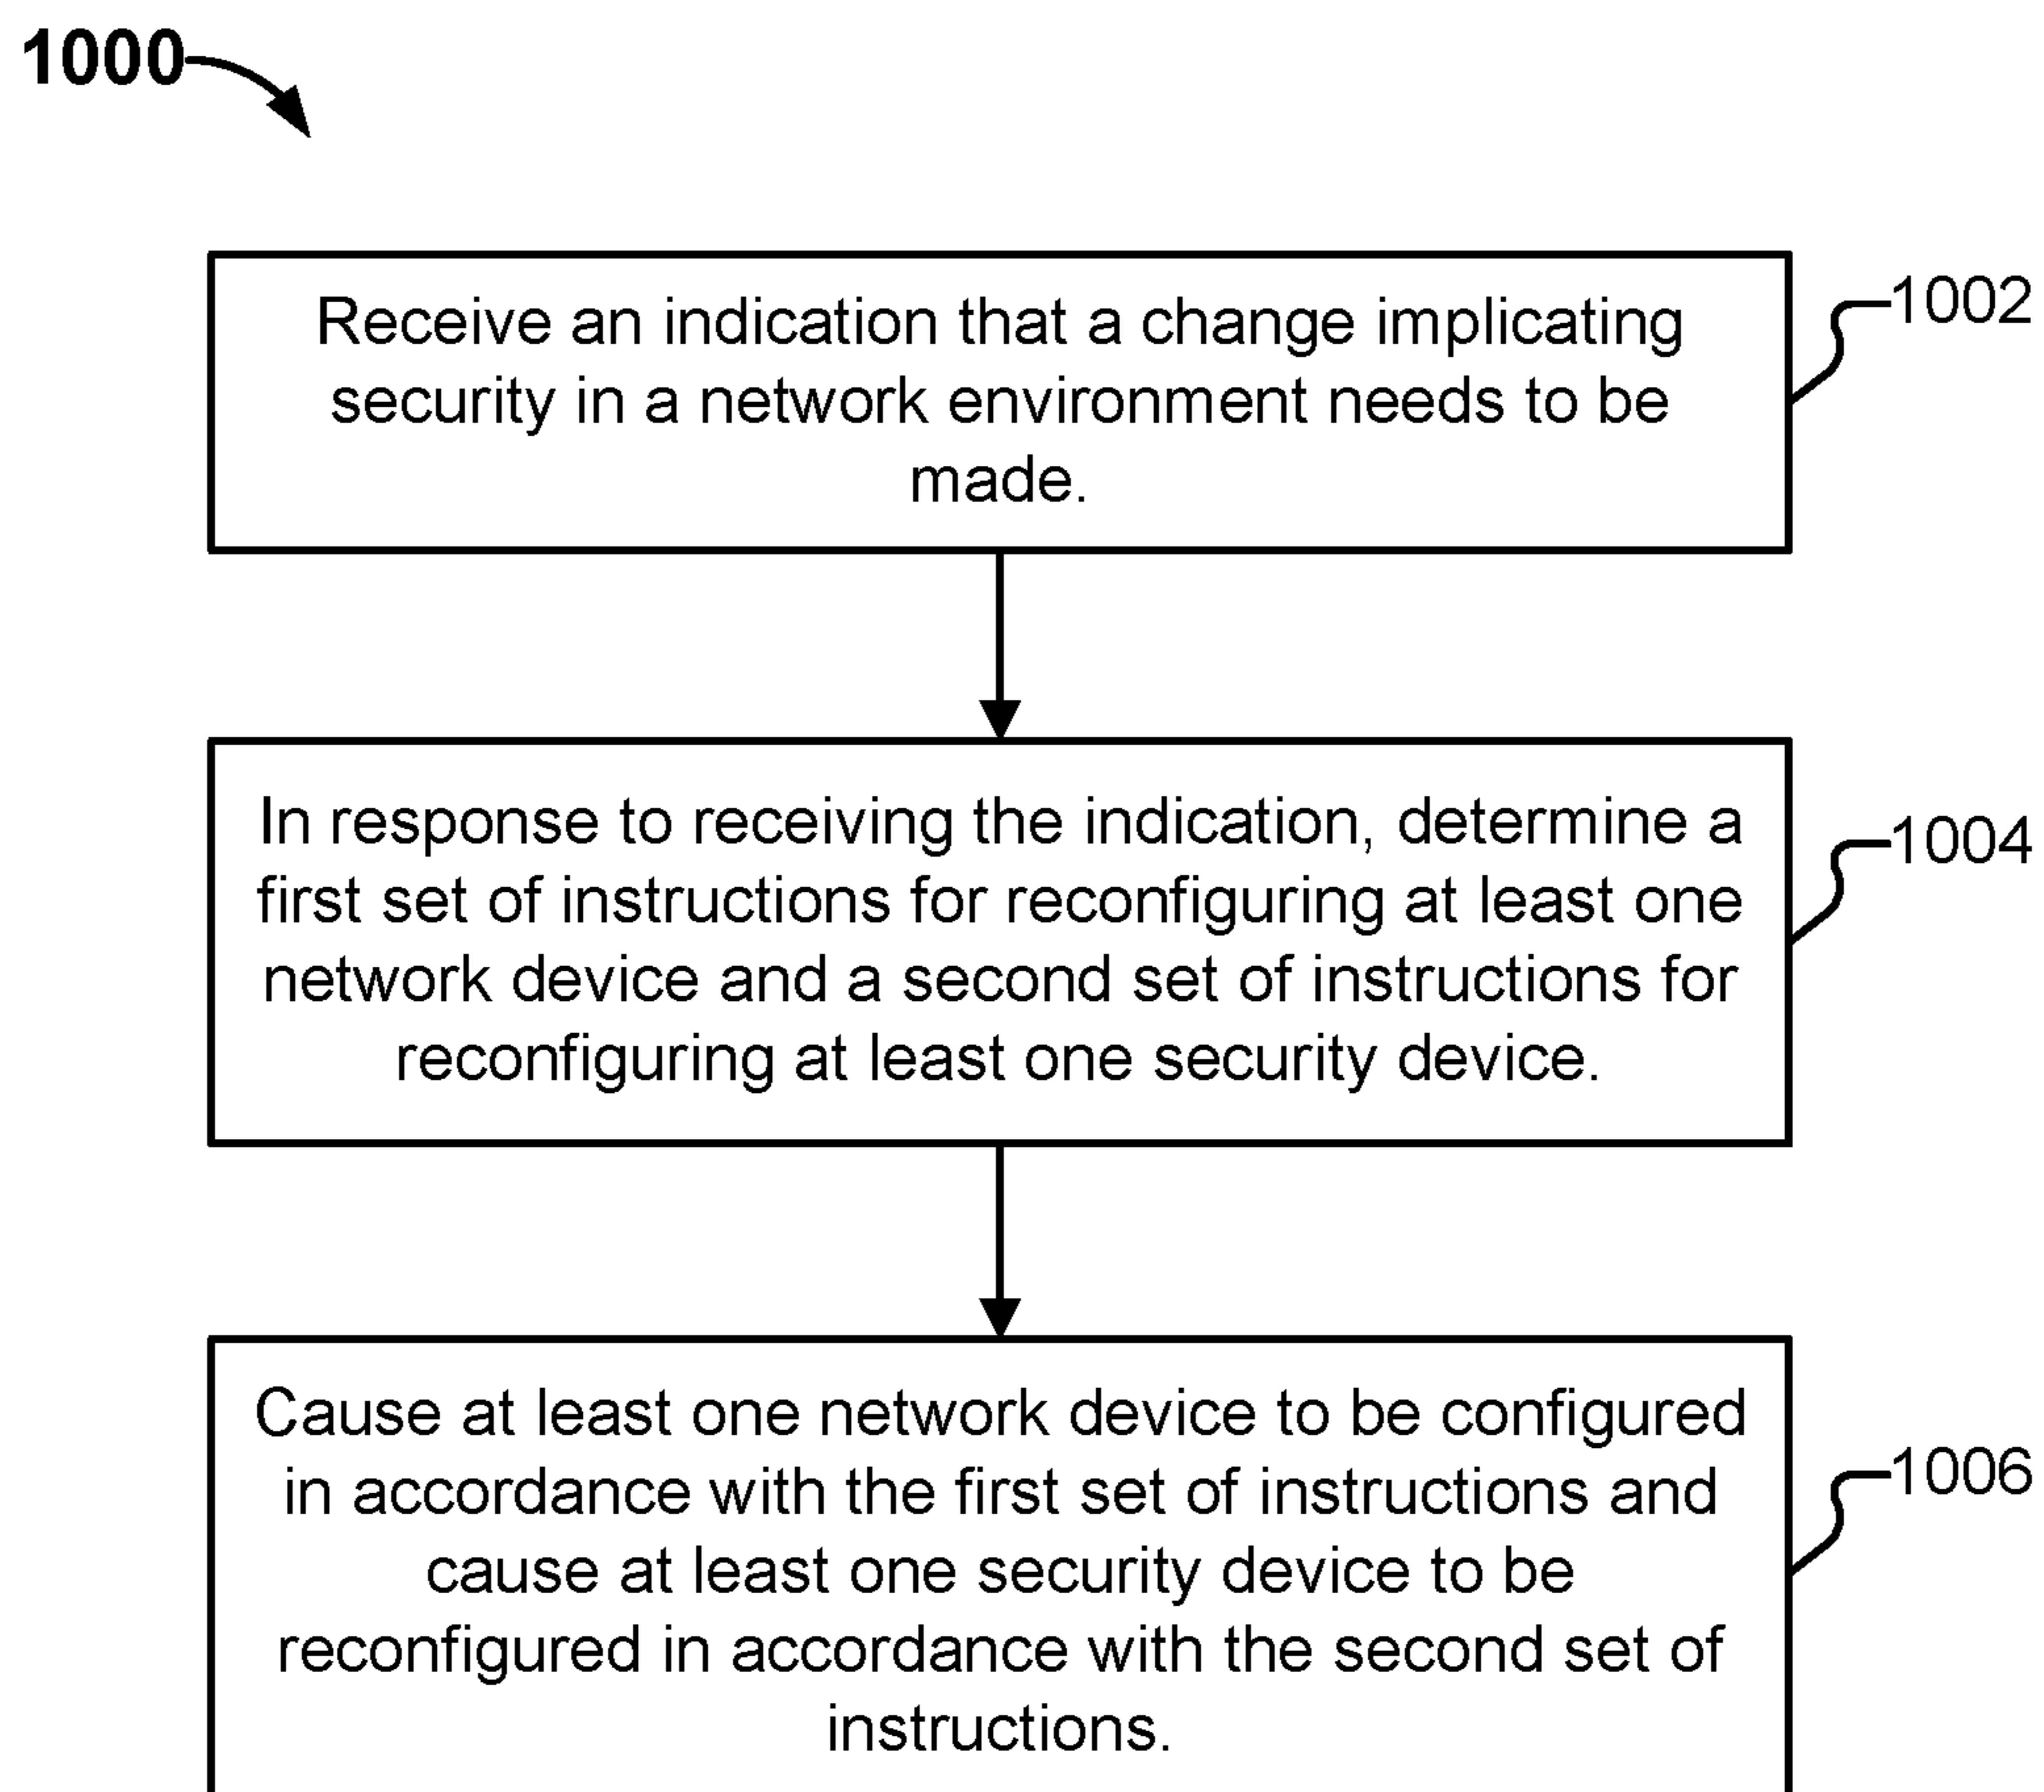 1000
Receive an indication that a change implicating
security in a network environment needs to be
made.
1002
In response to receiving the indication, determine a
first set of instructions for reconfiguring at least one
network device and a second set of instructions for
reconfiguring at least one security device.
1004
Cause at least one network device to be configured
in accordance with the first set of instructions and
cause at least one security device to be
reconfigured in accordance with the second set of
instructions.
1006